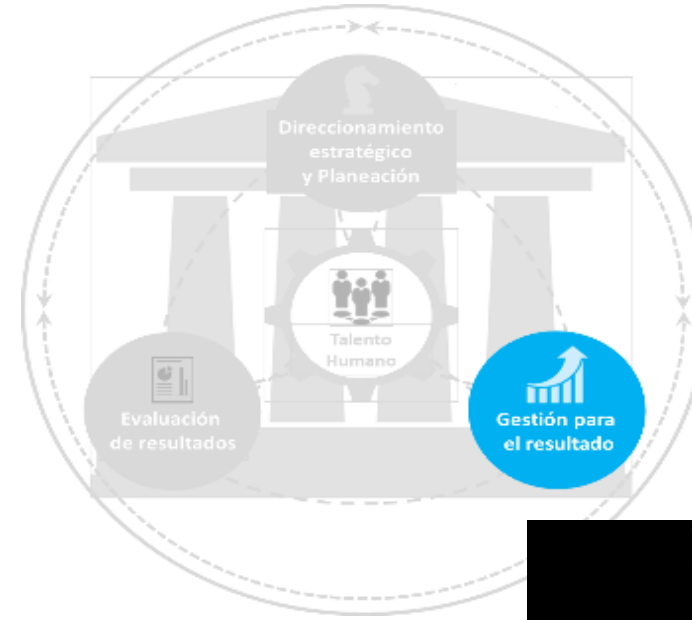 Direccionamiento
estratégico
y Planeación
Talento
Humano
Evaluación
de resultados
Gestión para
el resultado